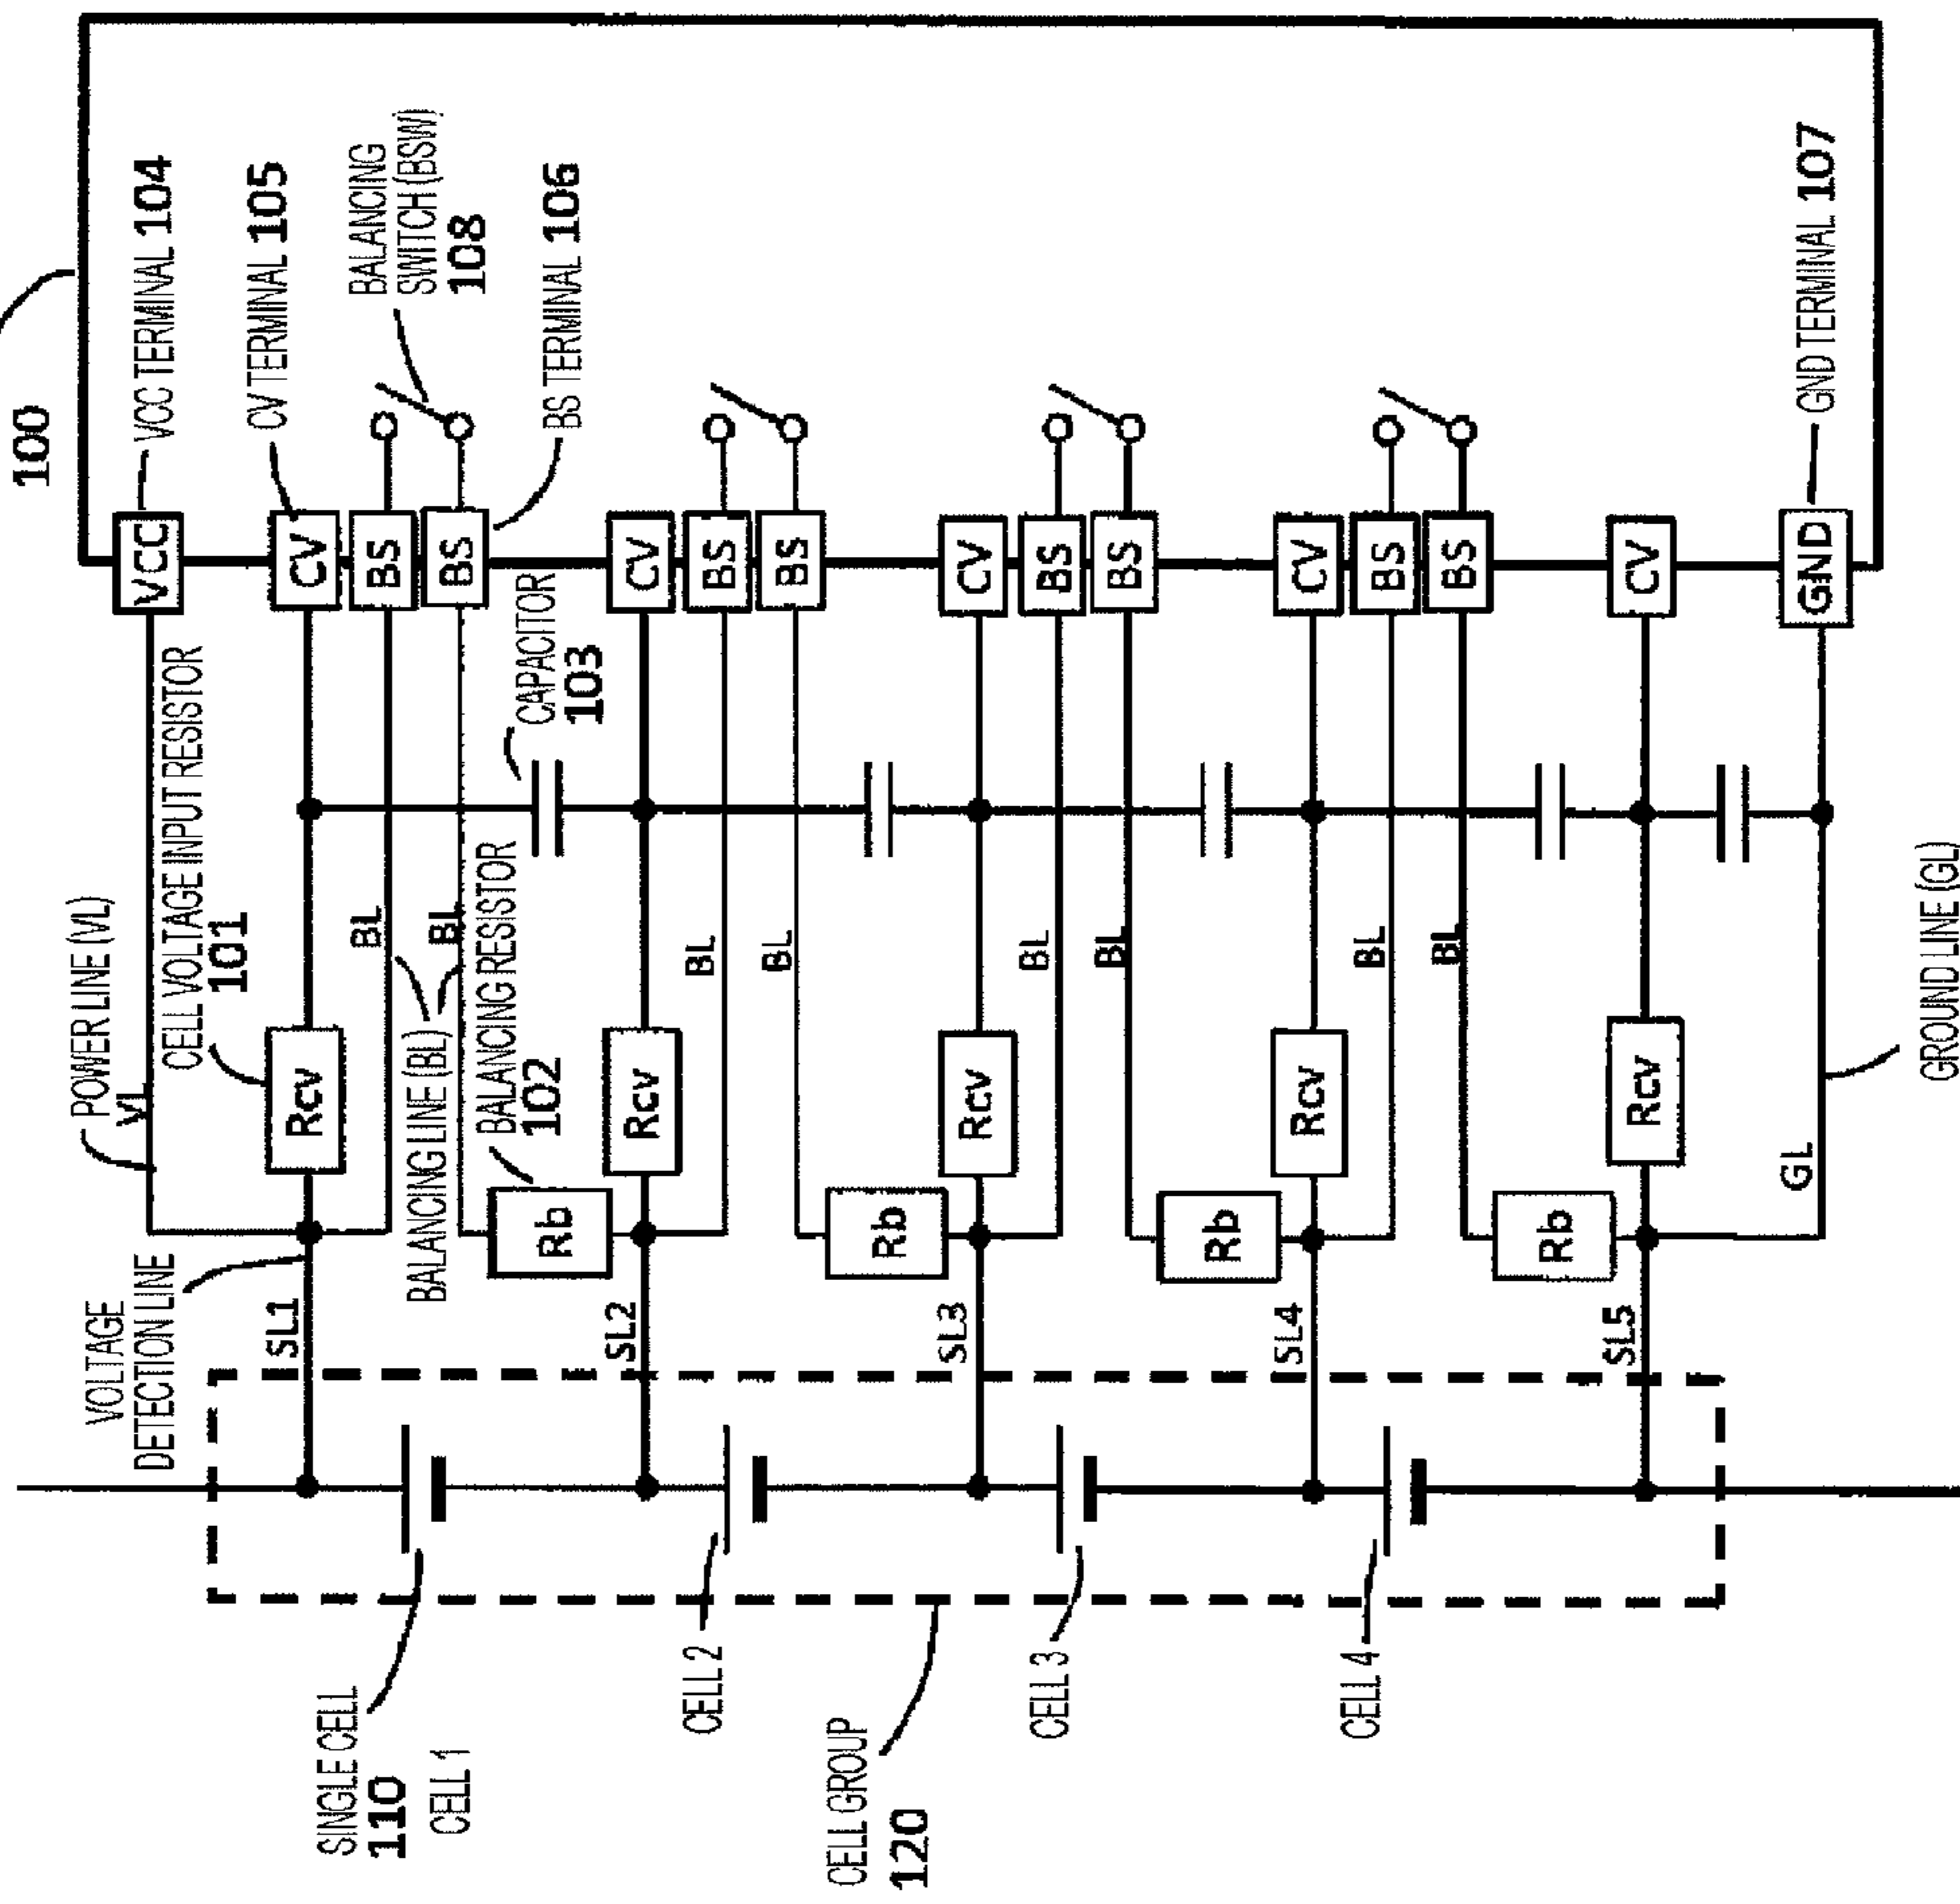 100
VCC TERMINAL 104
CV TERMINAL 105
BALANCING
SWITCH (BSW)
108
BS TERMINAL 106
GND TERMINAL 107
VCC
CV
BS
BS
CV
BS
BS
CV
BS
BS
CV
BS
BS
CV
GND
CAPACITOR
103
POWER LINE (VL)
VL
CELL VOLTAGE INPUT RESISTOR
101
BL
BL
BL
BL
BL
BL
BL
BL
BALANCING LINE (BL)
BALANCING RESISTOR
102
GROUND LINE (GL)
GL
Rcv
Rcv
Rcv
Rcv
Rcv
Rb
Rb
Rb
Rb
VOLTAGE
DETECTION LINE
SL1
SL2
SL3
SL4
SL5
SINGLE CELL
110
CELL 1
CELL 2
CELL GROUP
120
CELL 3
CELL 4